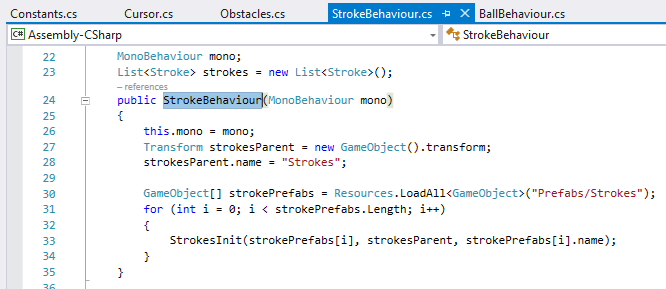 Constants.cs Cursor.cs Obstacles.cs StrokeBehaviour.cs BallBehaviour.cs
C# Assembly-CSharp StrokeBehaviour
22 MonoBehaviour mono;
23 List<Stroke> strokes = new List<Stroke>();
– references
24 public StrokeBehaviour(MonoBehaviour mono)
25 {
26 this.mono = mono;
27 Transform strokesParent = new GameObject().transform;
28 strokesParent.name = "Strokes";
29
30 GameObject[] strokePrefabs = Resources.LoadAll<GameObject>("Prefabs/Strokes");
31 for (int i = 0; i < strokePrefabs.Length; i++)
32 {
33 StrokesInit(strokePrefabs[i], strokesParent, strokePrefabs[i].name);
34 }
35 }
36